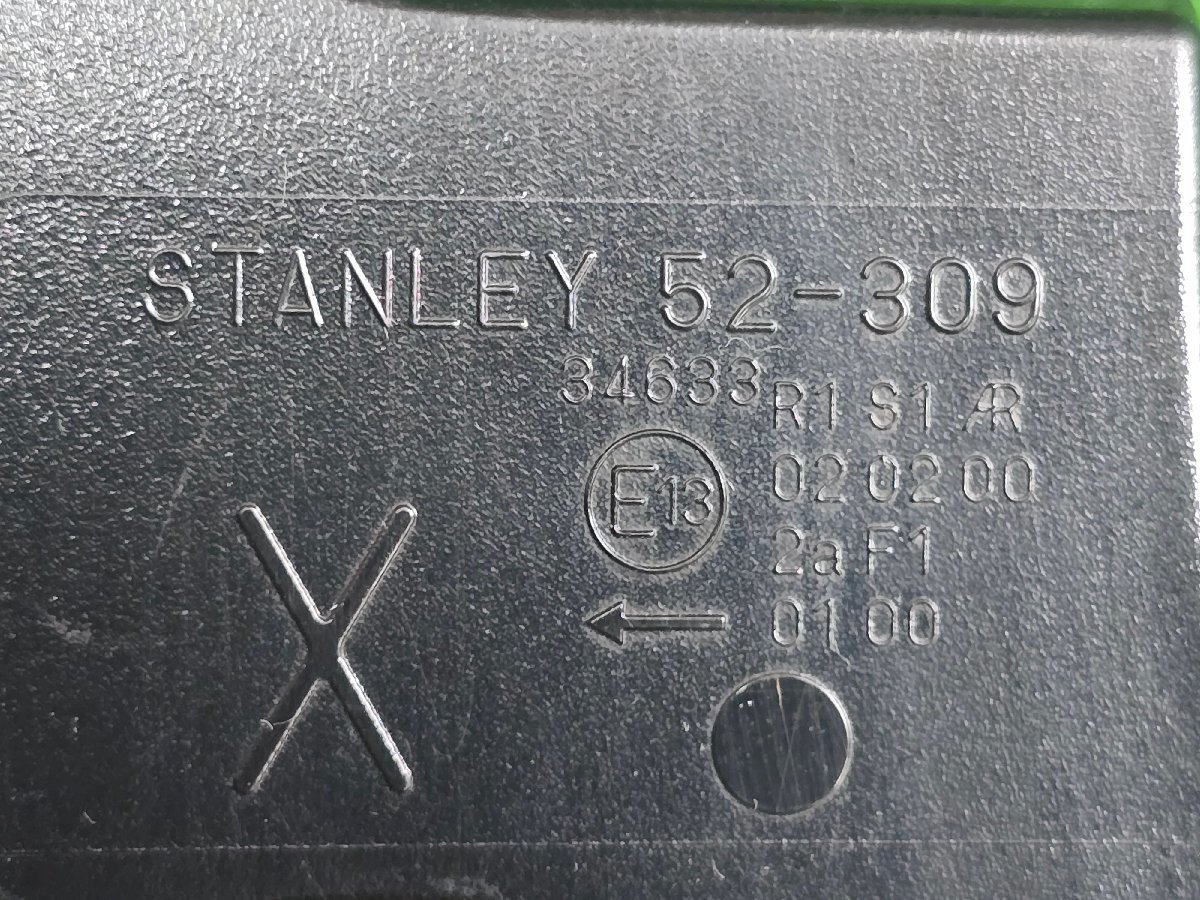 STANLEY 52-309
34633 R1 S1 AR
E13 02 02 00
2a F1
← 01 00
X